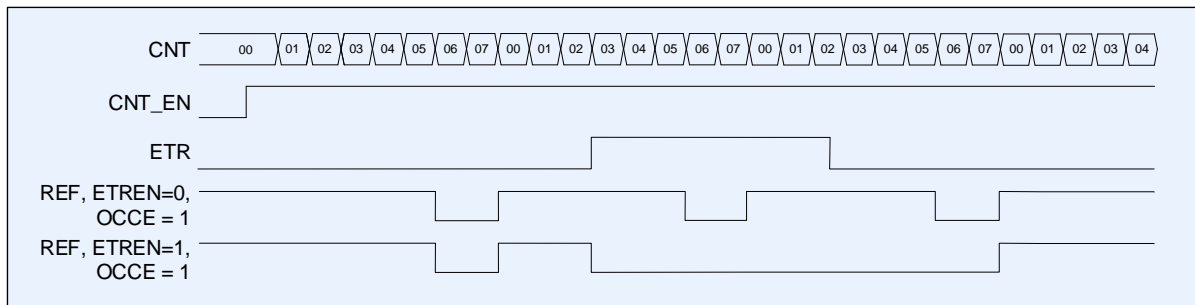 CNT 00 01 02 03 04 05 06 07 00 01 02 03 04 05 06 07 00 01 02 03 04 05 06 07 00 01 02 03 04
CNT_EN
ETR
REF, ETREN=0,
OCCE = 1
REF, ETREN=1,
OCCE = 1